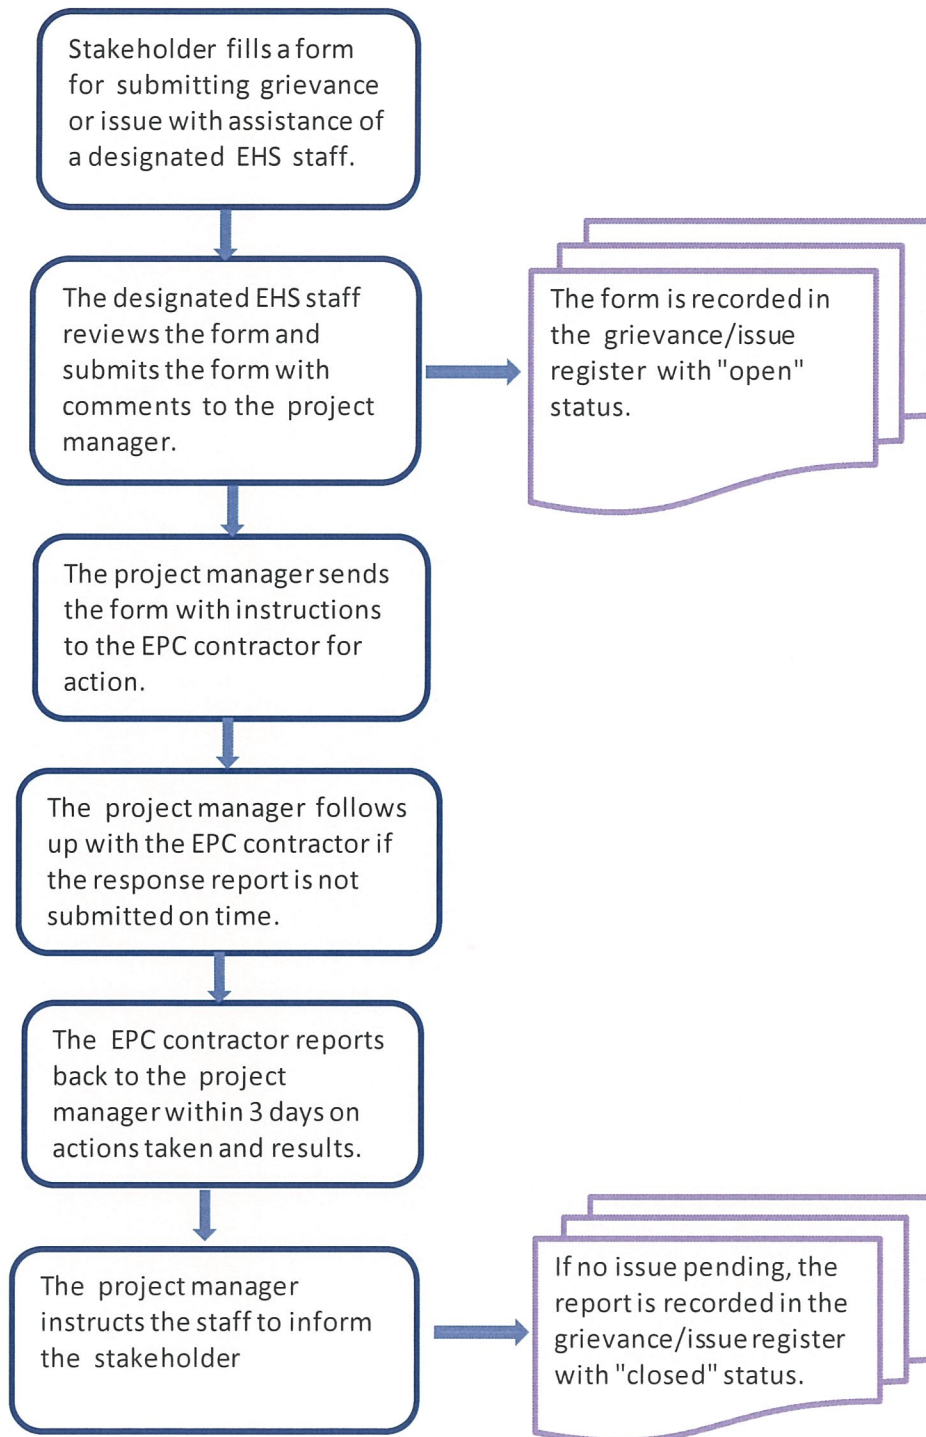 Stakeholder fills a form
for submitting grievance
or issue with assistance of
a designated EHS staff.
The designated EHS staff
reviews the form and
submits the form with
comments to the project
manager.
The form is recorded in
the grievance/issue
register with "open"
status.
The project manager sends
the form with instructions
to the EPC contractor for
action.
The project manager follows
up with the EPC contractor if
the response report is not
submitted on time.
The EPC contractor reports
back to the project
manager within 3 days on
actions taken and results.
The project manager
instructs the staff to inform
the stakeholder
If no issue pending, the
report is recorded in the
grievance/issue register
with "closed" status.